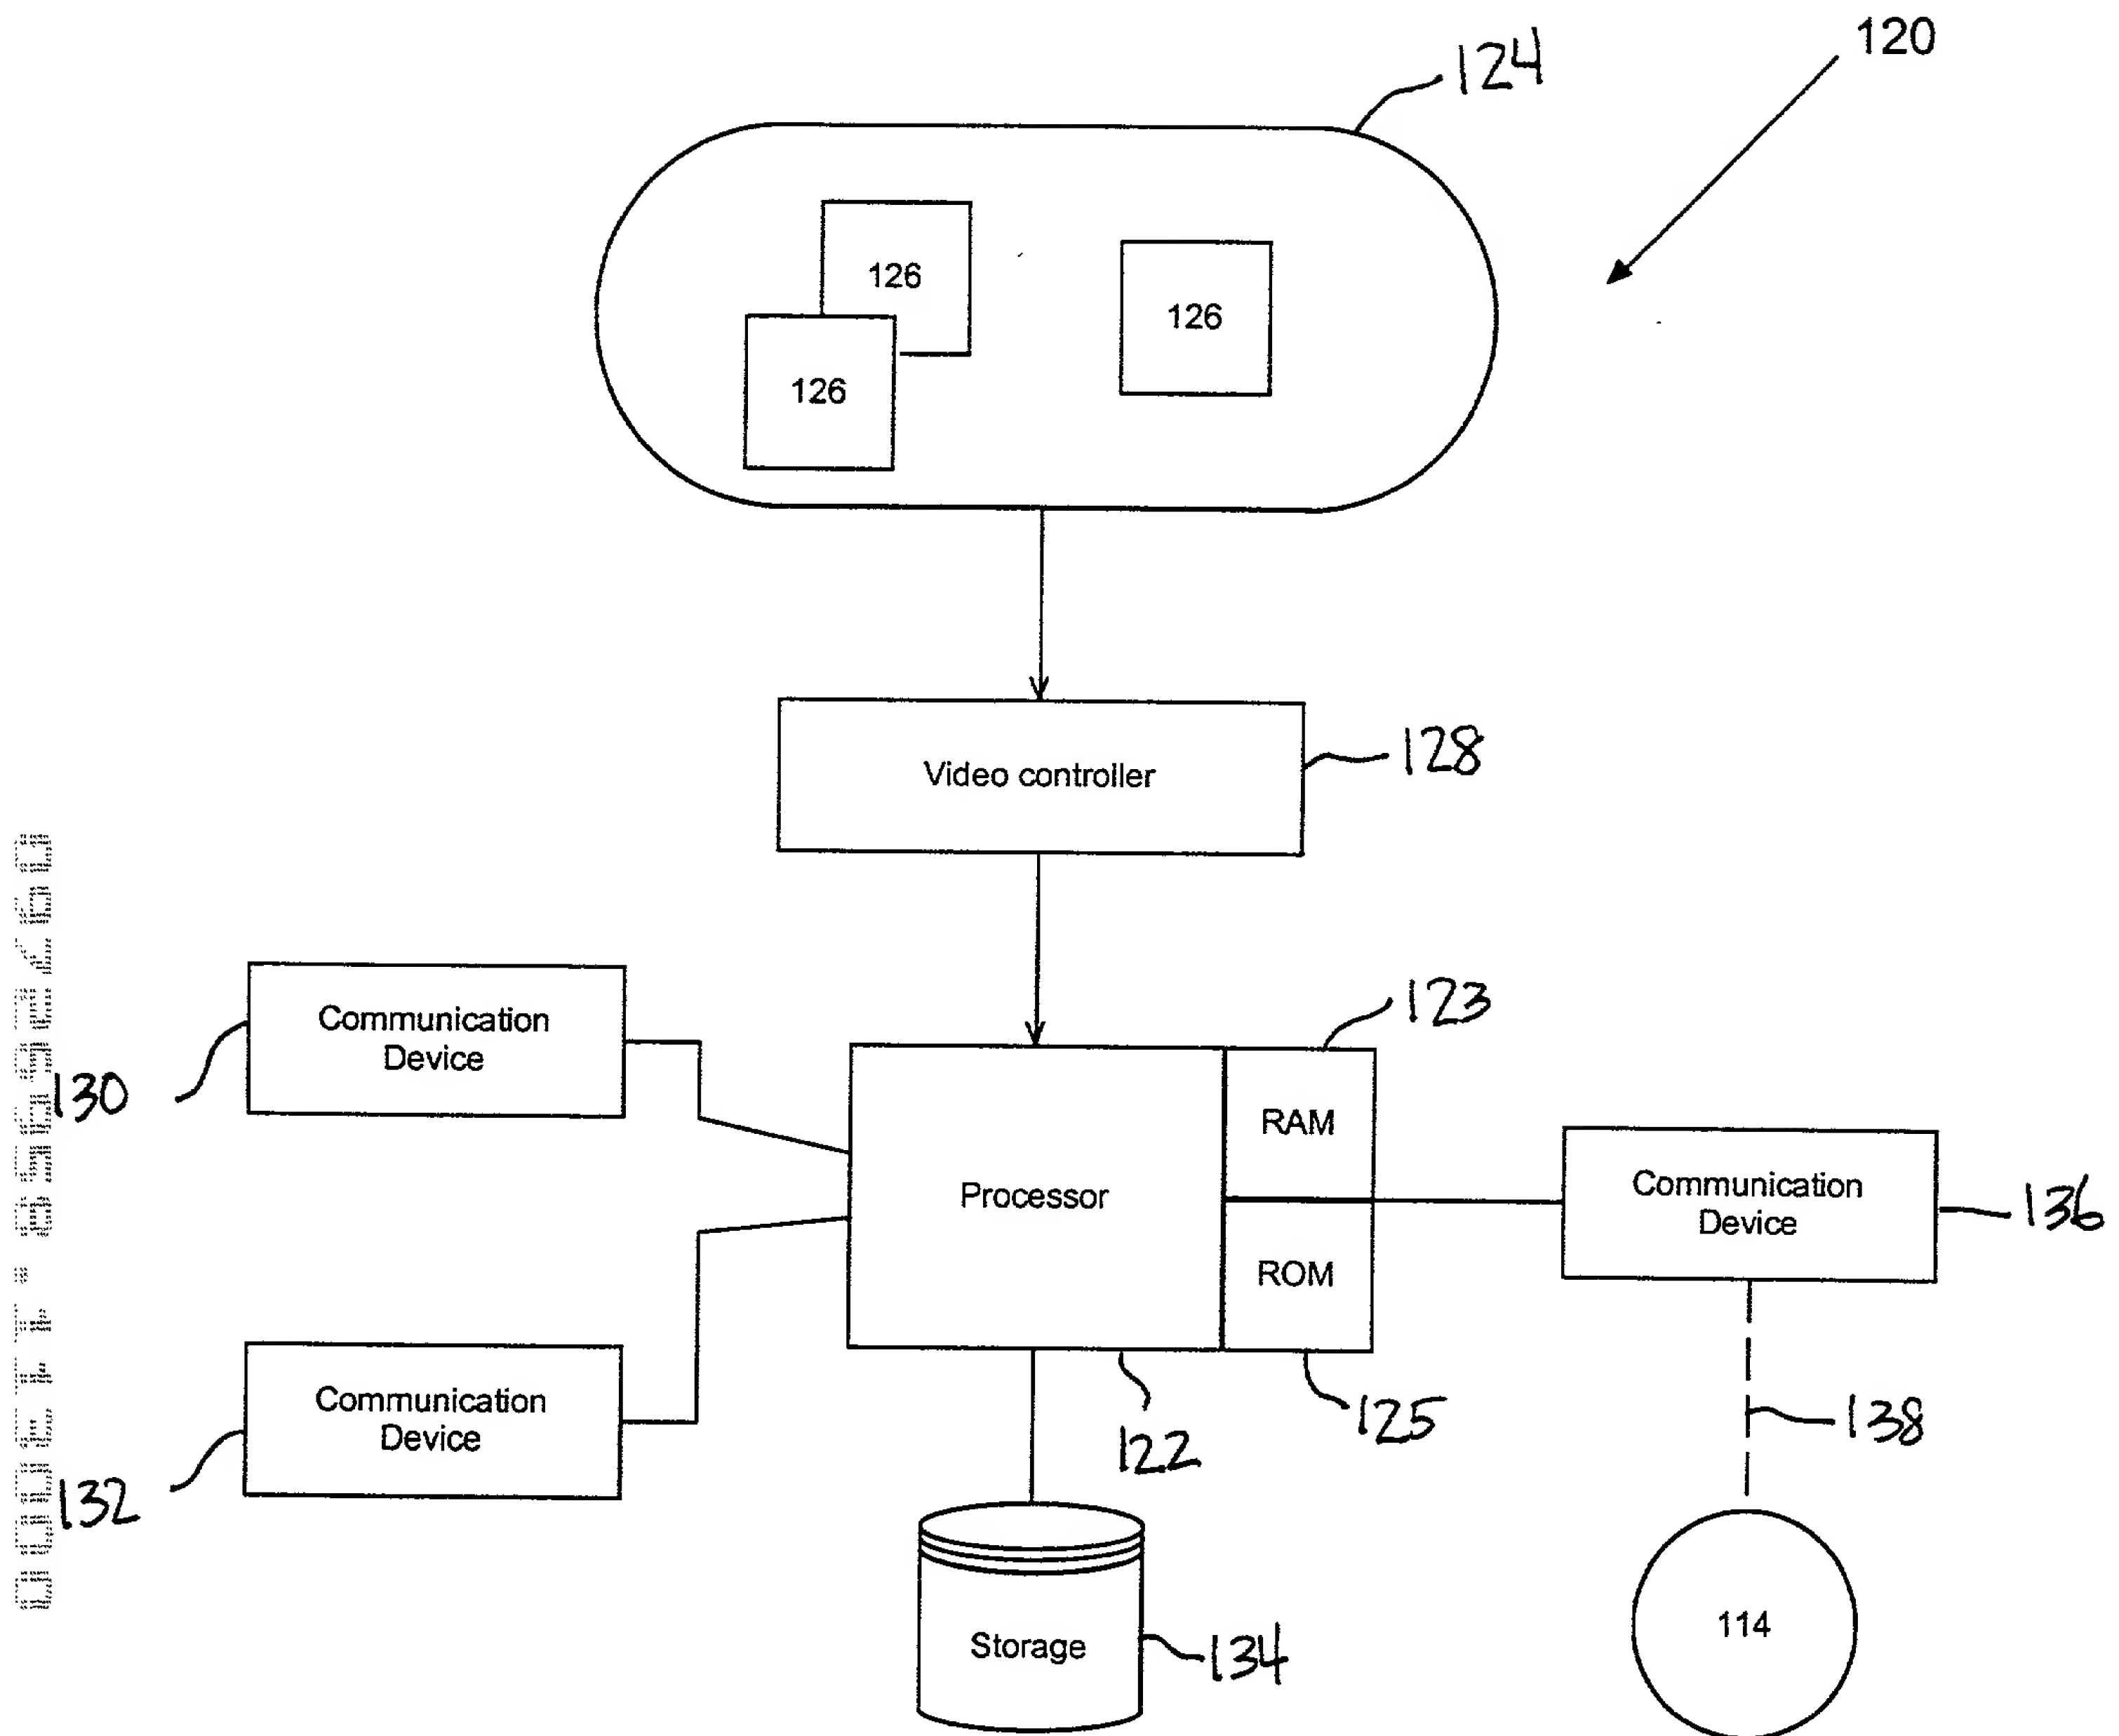 120
124
126
126
126
Video controller
128
Communication
Device
130
123
RAM
Processor
ROM
Communication
Device
136
Communication
Device
132
122
125
138
Storage
134
114